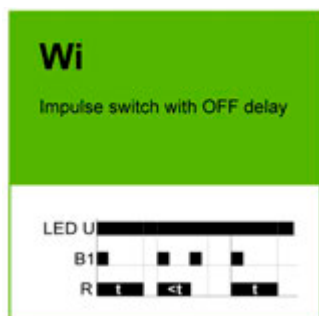 Wi
Impulse switch with OFF delay
LED U
B1
R t <t t